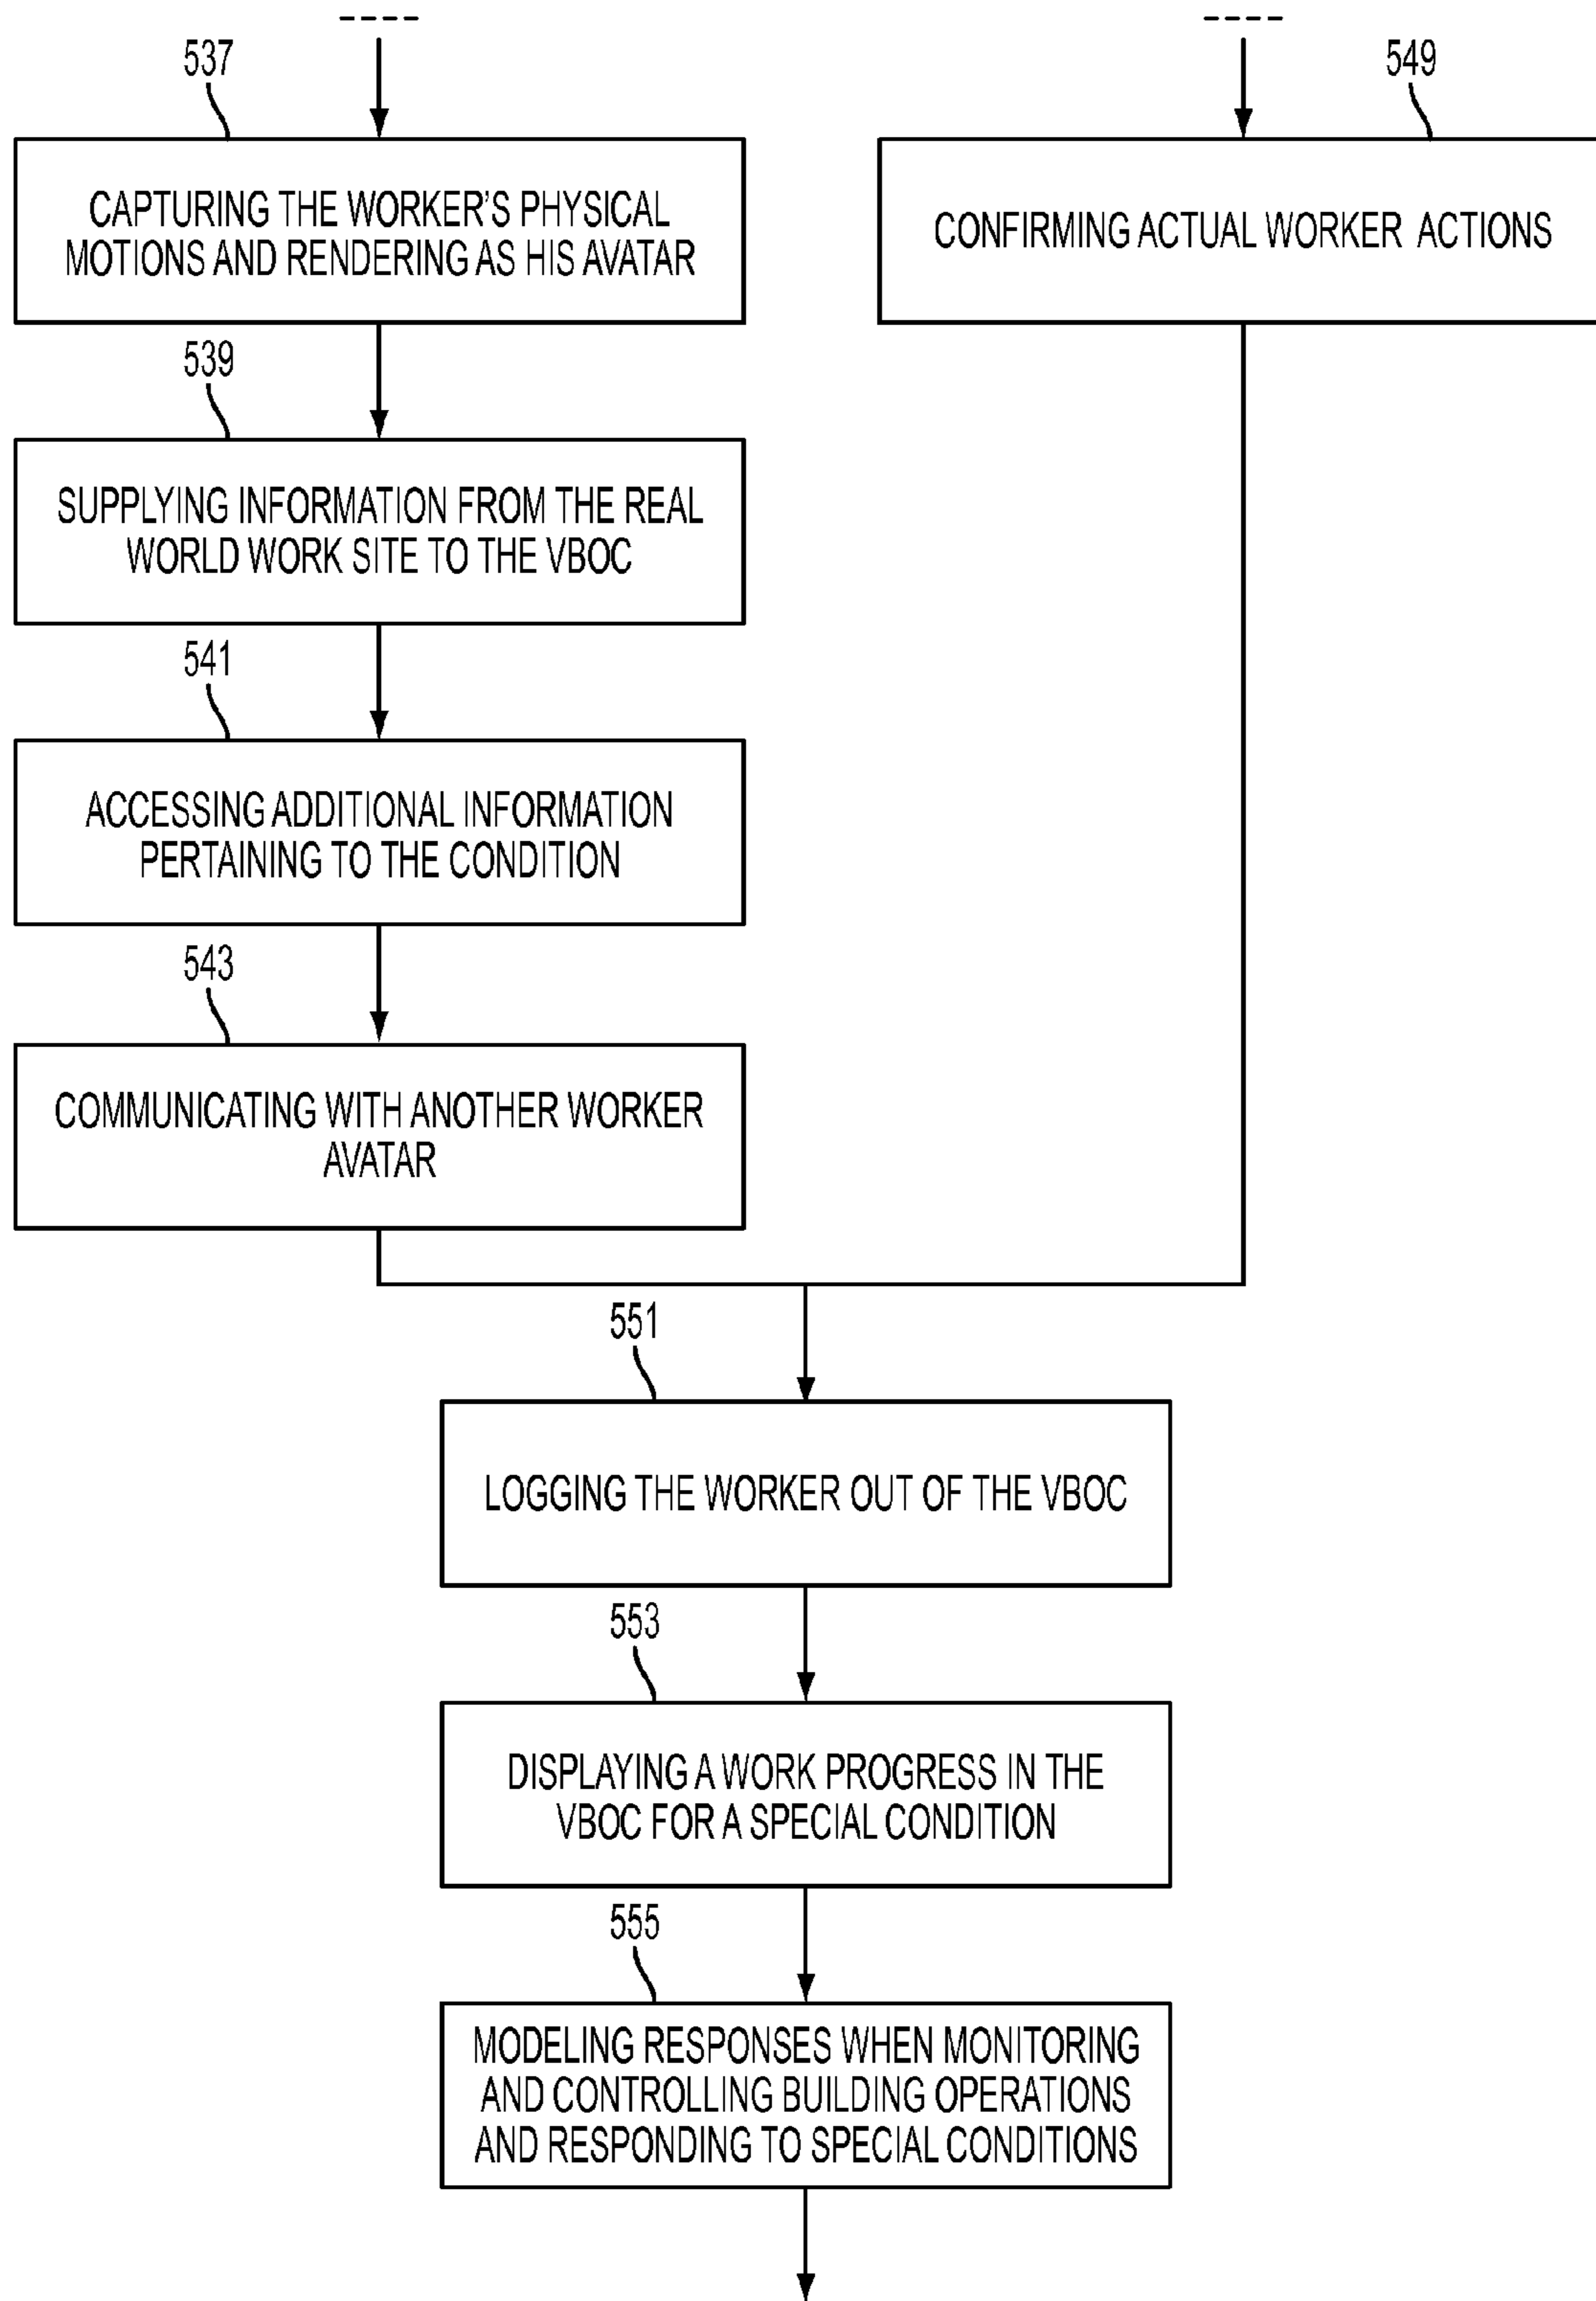 537
CAPTURING THE WORKER'S PHYSICAL
MOTIONS AND RENDERING AS HIS AVATAR
539
SUPPLYING INFORMATION FROM THE REAL
WORLD WORK SITE TO THE VBOC
541
ACCESSING ADDITIONAL INFORMATION
PERTAINING TO THE CONDITION
543
COMMUNICATING WITH ANOTHER WORKER
AVATAR
549
CONFIRMING ACTUAL WORKER ACTIONS
551
LOGGING THE WORKER OUT OF THE VBOC
553
DISPLAYING A WORK PROGRESS IN THE
VBOC FOR A SPECIAL CONDITION
555
MODELING RESPONSES WHEN MONITORING
AND CONTROLLING BUILDING OPERATIONS
AND RESPONDING TO SPECIAL CONDITIONS